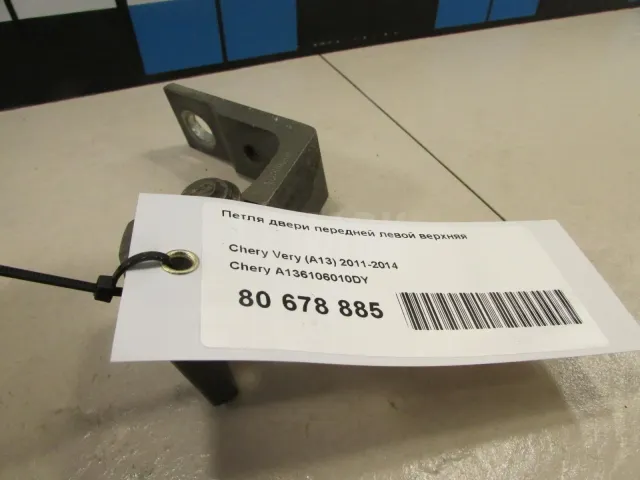 Петля двери передней левой верхняя
Chery Very (A13) 2011-2014
Chery A136106010DY
80 678 885